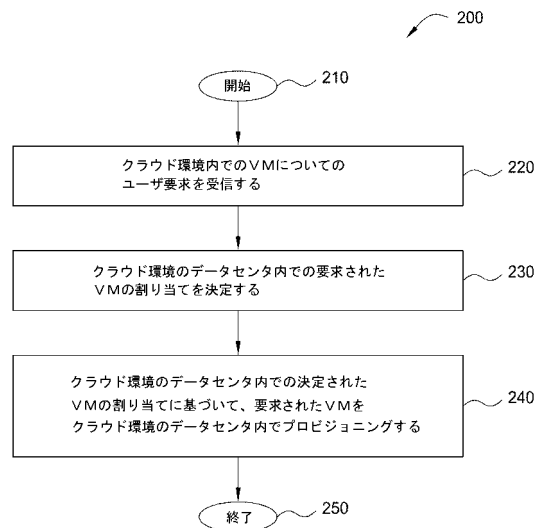 200
開始
210
クラウド環境内でのVMについての
ユーザ要求を受信する
220
クラウド環境のデータセンタ内での要求された
VMの割り当てを決定する
230
クラウド環境のデータセンタ内での決定された
VMの割り当てに基づいて、要求されたVMを
クラウド環境のデータセンタ内でプロビジョニングする
240
終了
250